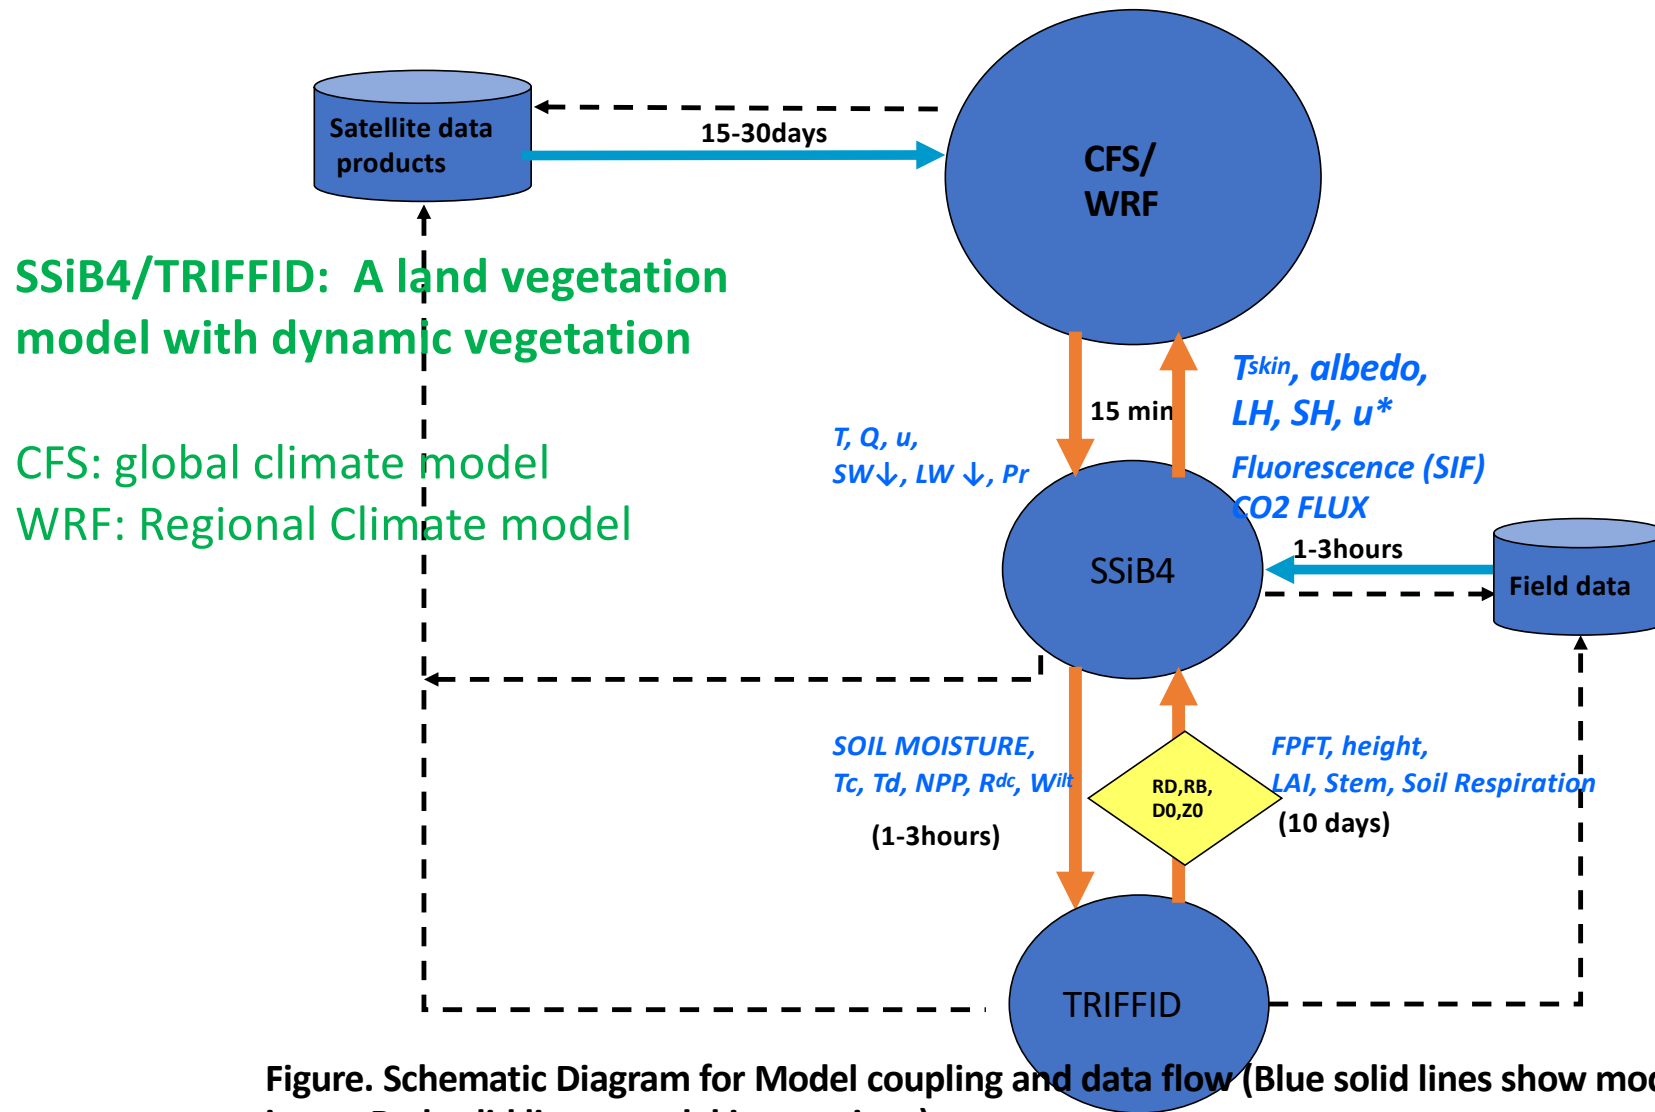 Satellite data
products
15-30days
CFS/
WRF
SSiB4/TRIFFID: A land vegetation
model with dynamic vegetation
CFS: global climate model
WRF: Regional Climate model
T, Q, u,
SW↓, LW ↓, Pr
15 min
Tskin, albedo,
LH, SH, u*
Fluorescence (SIF)
CO2 FLUX
1-3hours
SSiB4
Field data
SOIL MOISTURE,
Tc, Td, NPP, Rdc, Wilt
(1-3hours)
RD,RB,
D0,Z0
FPFT, height,
LAI, Stem, Soil Respiration
(10 days)
TRIFFID
Figure. Schematic Diagram for Model coupling and data flow (Blue solid lines show